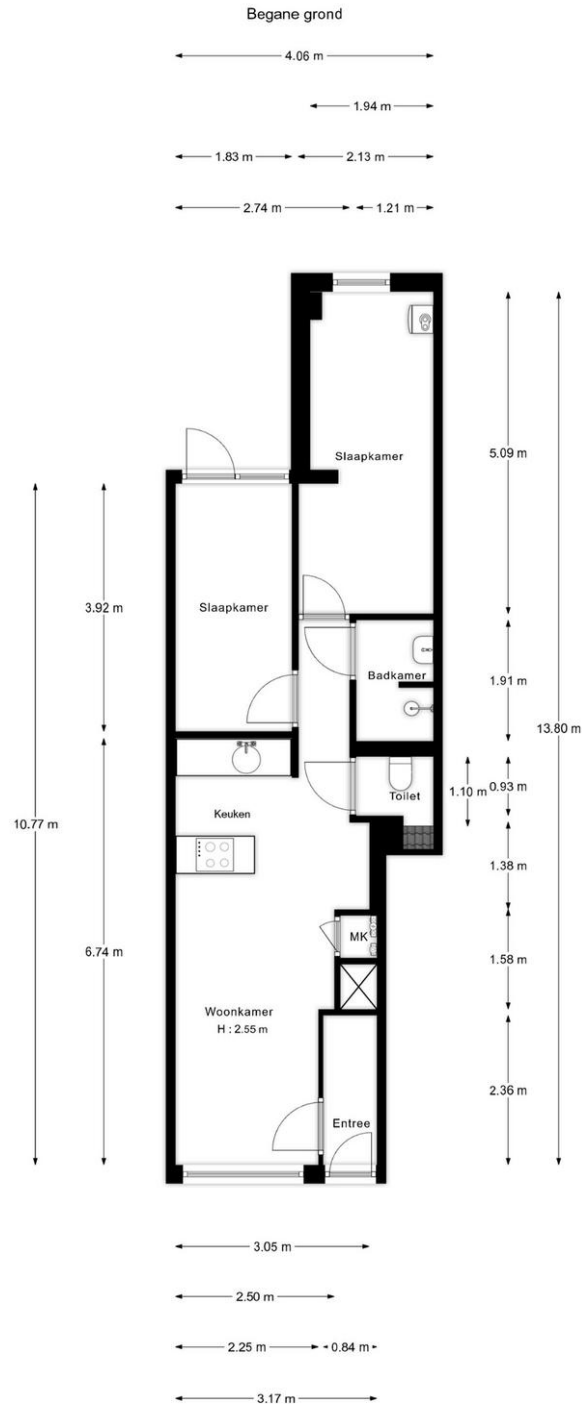 Begane grond
4.06 m
1.94 m
1.83 m
2.13 m
2.74 m
1.21 m
Slaapkamer
5.09 m
3.92 m
Slaapkamer
Badkamer
1.91 m
13.80 m
1.10 m
0.93 m
Toilet
Keuken
10.77 m
1.38 m
MK
6.74 m
1.58 m
Woonkamer
H : 2.55 m
2.36 m
Entree
3.05 m
2.50 m
2.25 m
0.84 m
3.17 m